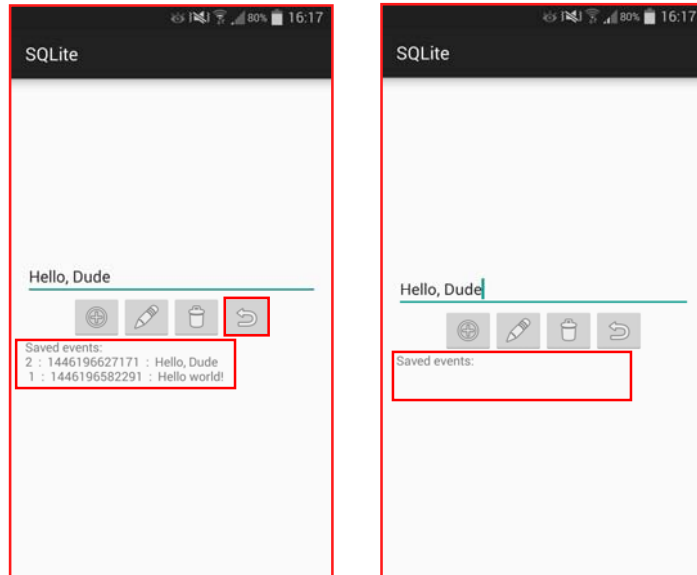 80% 16:17
SQLite
Hello, Dude
Saved events:
2 : 1446196627171 : Hello, Dude
1 : 1446196582291 : Hello world!
80% 16:17
SQLite
Hello, Dude
Saved events: